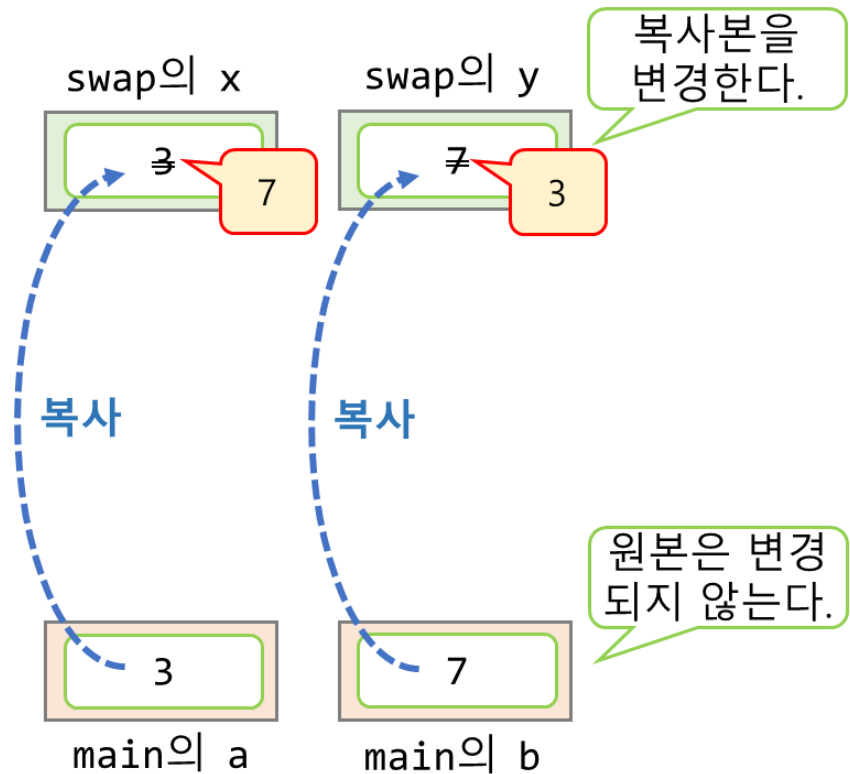 swap의 x
swap의 y
복사본을
변경한다.
3
7
7
3
복사
복사
원본은 변경
되지 않는다.
3
7
main의 a
main의 b